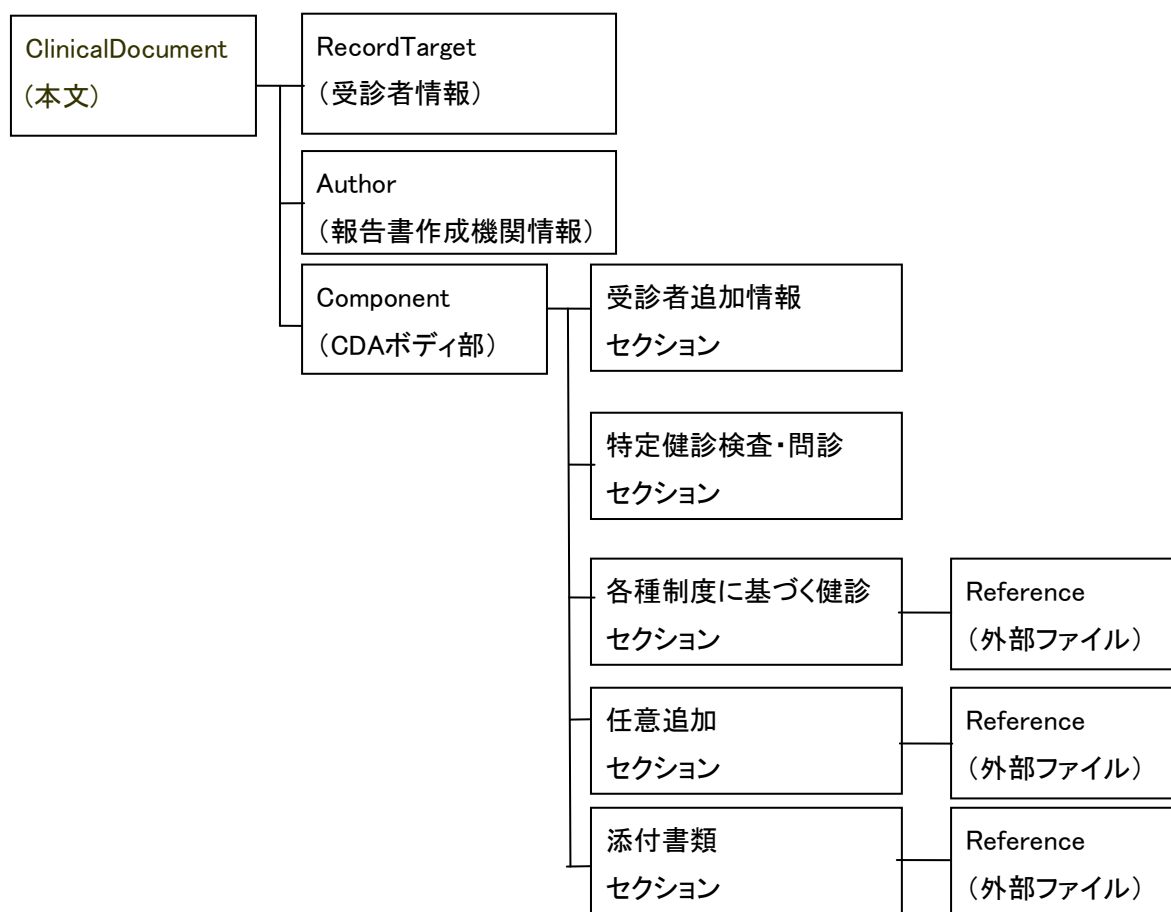 ClinicalDocument
（本文）
RecordTarget
（受診者情報）
Author
（報告書作成機関情報）
Component
（CDAボディ部）
受診者追加情報
セクション
特定健診検査・問診
セクション
各種制度に基づく健診
セクション
Reference
（外部ファイル）
任意追加
セクション
Reference
（外部ファイル）
添付書類
セクション
Reference
（外部ファイル）